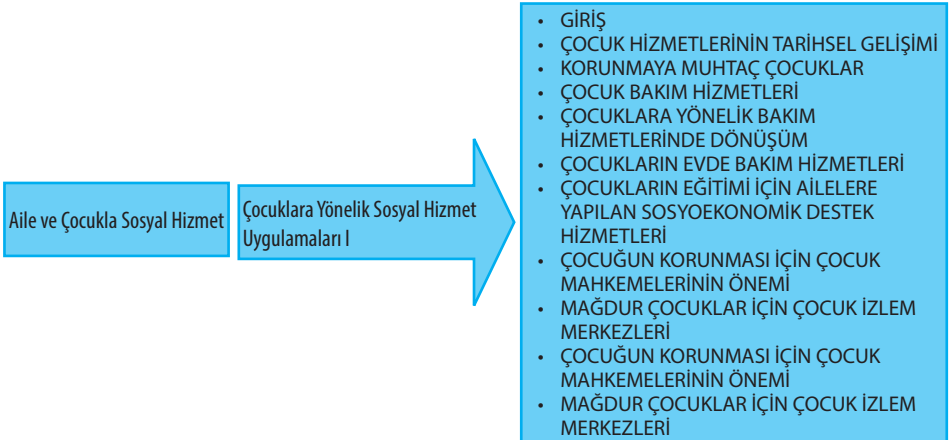 Aile ve Çocukla Sosyal Hizmet
Çocuklara Yönelik Sosyal Hizmet
Uygulamaları I
• GİRİŞ
• ÇOCUK HİZMETLERİNİN TARİHSEL GELİŞİMİ
• KORUNMAYA MUHTAÇ ÇOCUKLAR
• ÇOCUK BAKIM HİZMETLERİ
• ÇOCUKLARA YÖNELİK BAKIM
HİZMETLERİNDE DÖNÜŞÜM
• ÇOCUKLARIN EVDE BAKIM HİZMETLERİ
• ÇOCUKLARIN EĞİTİMİ İÇİN AİLELERE
YAPILAN SOSYOEKONOMİK DESTEK
HİZMETLERİ
• ÇOCUĞUN KORUNMASI İÇİN ÇOCUK
MAHKEMELERİNİN ÖNEMİ
• MAĞDUR ÇOCUKLAR İÇİN ÇOCUK İZLEM
MERKEZLERİ
• ÇOCUĞUN KORUNMASI İÇİN ÇOCUK
MAHKEMELERİNİN ÖNEMİ
• MAĞDUR ÇOCUKLAR İÇİN ÇOCUK İZLEM
MERKEZLERİ